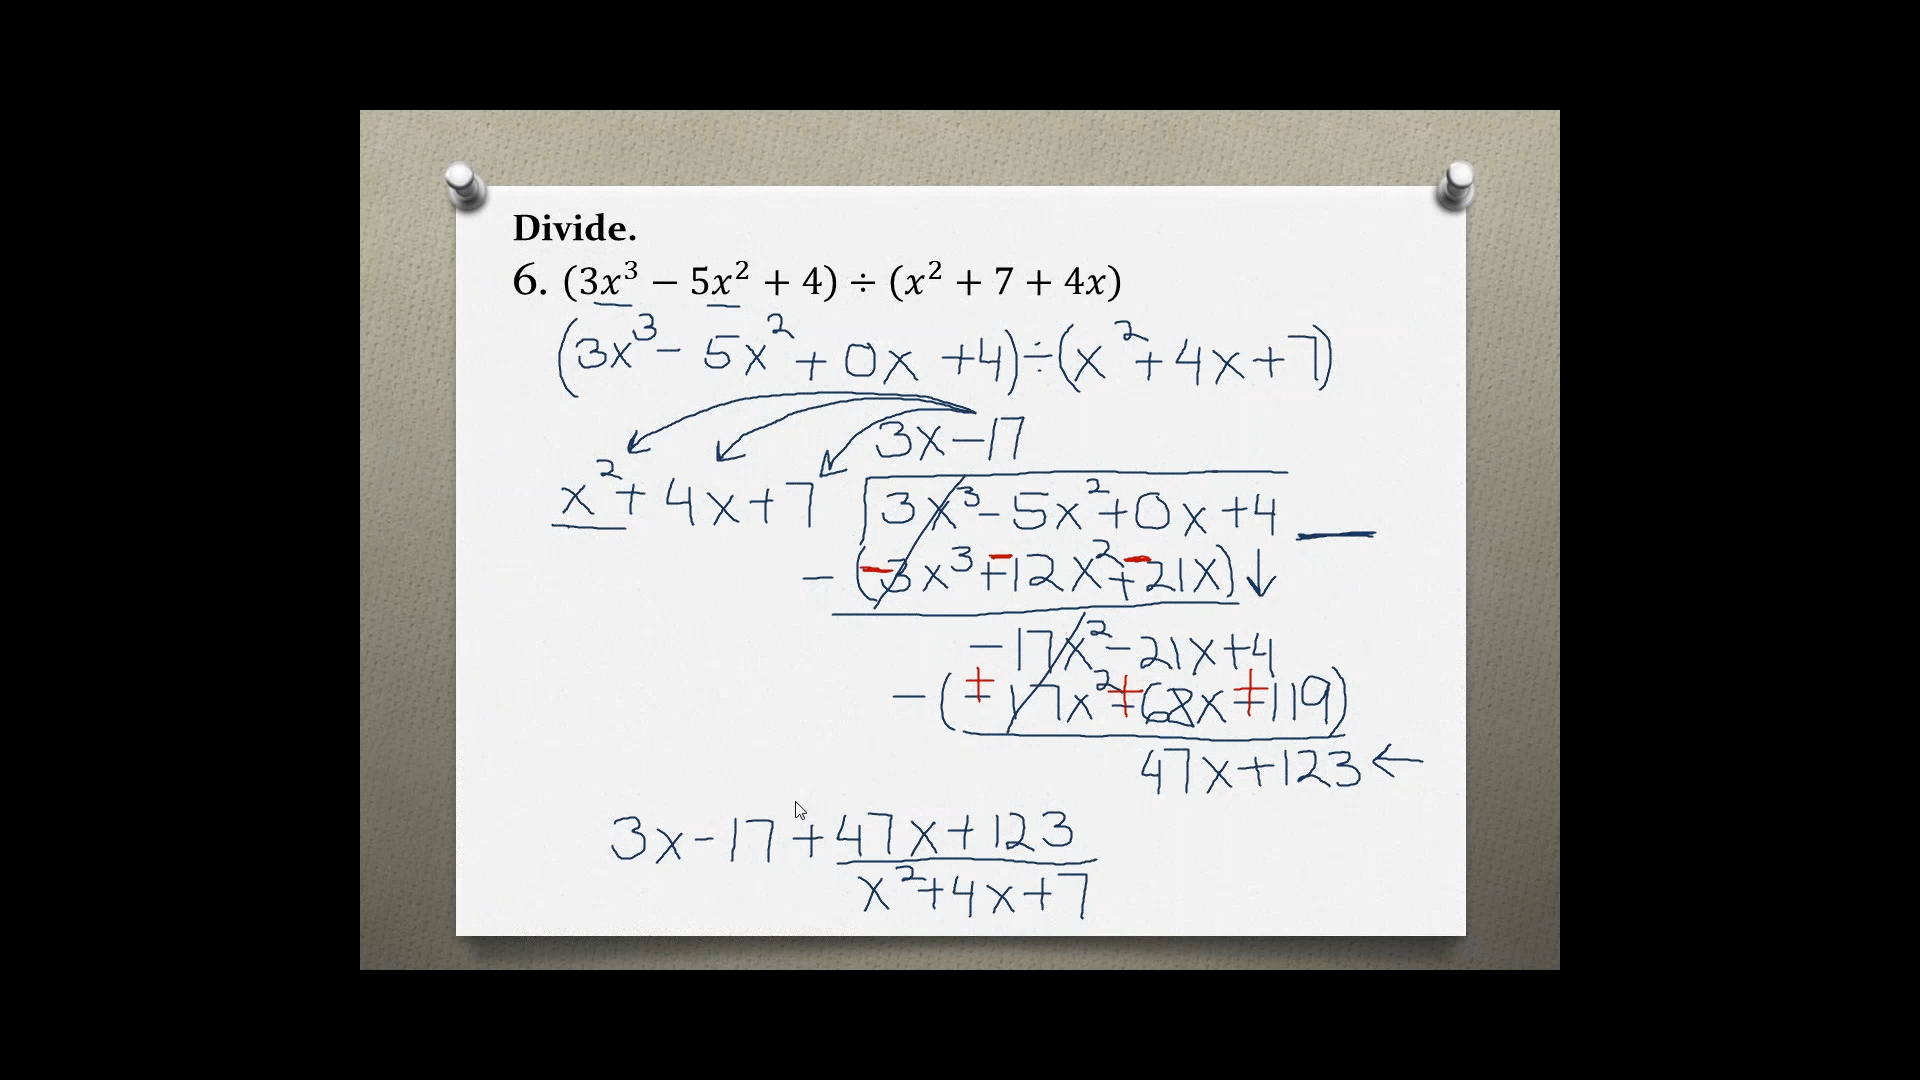 Divide.
6. (3x³ − 5x² + 4) ÷ (x² + 7 + 4x)
(3x³ − 5x² + 0x + 4) ÷ (x² + 4x + 7)
3x − 17
x² + 4x + 7 3x³ − 5x² + 0x + 4
− (3x³ + 12x² + 21x)
− 17x² − 21x + 4
− (− 17x² − 68x − 119)
47x + 123
3x − 17 + 47x + 123
x² + 4x + 7